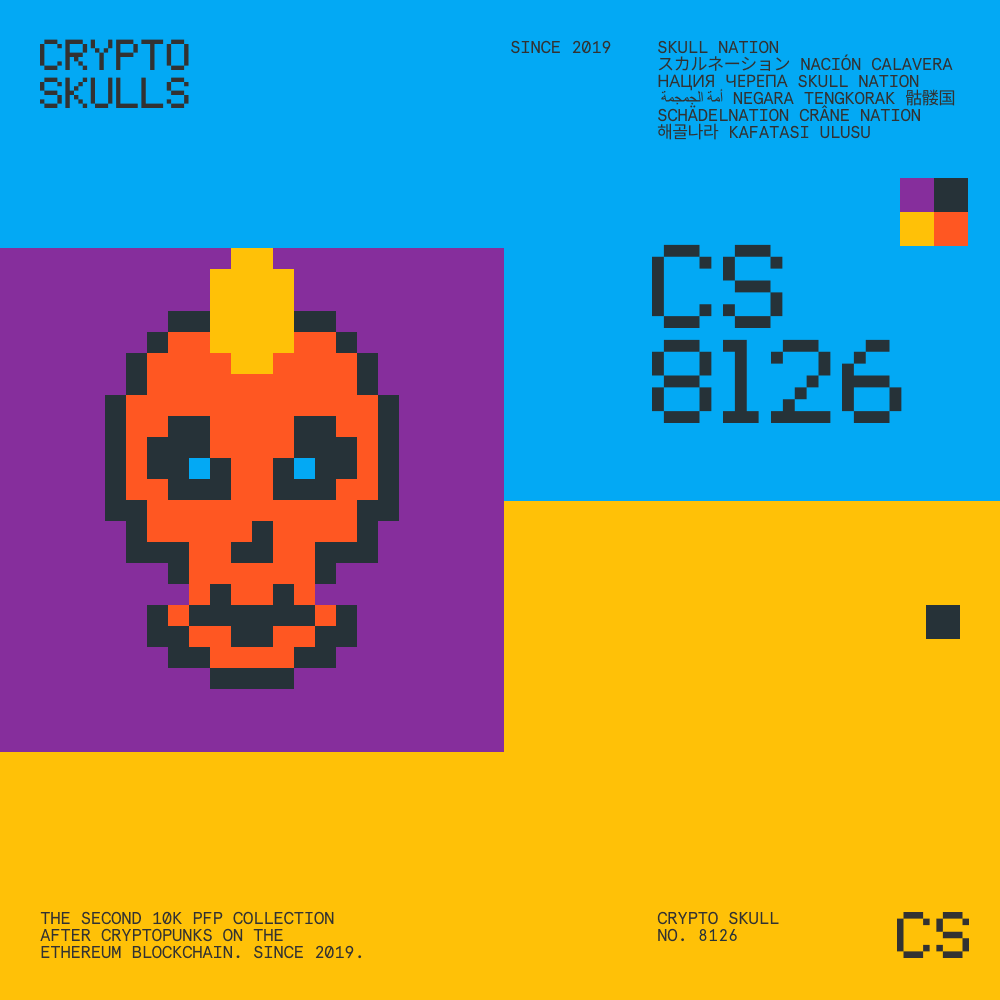 CRYPTO
SKULLS
SINCE 2019
SKULL NATION
スカルネーション NACIÓN CALAVERA
НАЦИЯ ЧЕРЕПА SKULL NATION
أمة الجمجمة NEGARA TENGKORAK 骷髅国
SCHÄDELNATION CRÂNE NATION
해골나라 KAFATASI ULUSU
CS
8126
THE SECOND 10K PFP COLLECTION
AFTER CRYPTOPUNKS ON THE
ETHEREUM BLOCKCHAIN. SINCE 2019.
CRYPTO SKULL
NO. 8126
CS